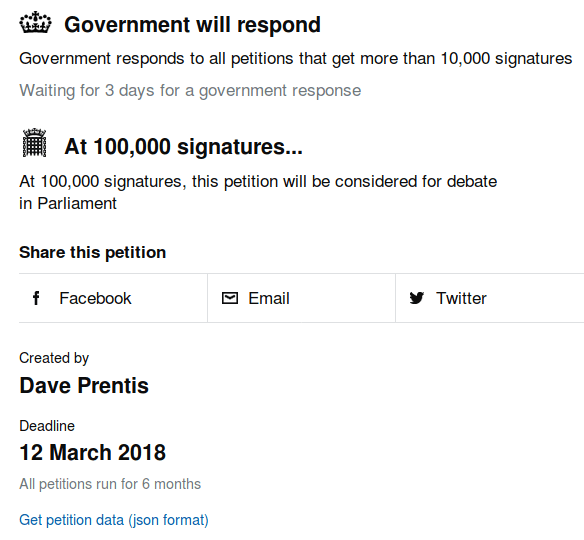 Government will respond
Government responds to all petitions that get more than 10,000 signatures
Waiting for 3 days for a government response
At 100,000 signatures...
At 100,000 signatures, this petition will be considered for debate
in Parliament
Share this petition
Facebook
Email
Twitter
Created by
Dave Prentis
Deadline
12 March 2018
All petitions run for 6 months
Get petition data (json format)